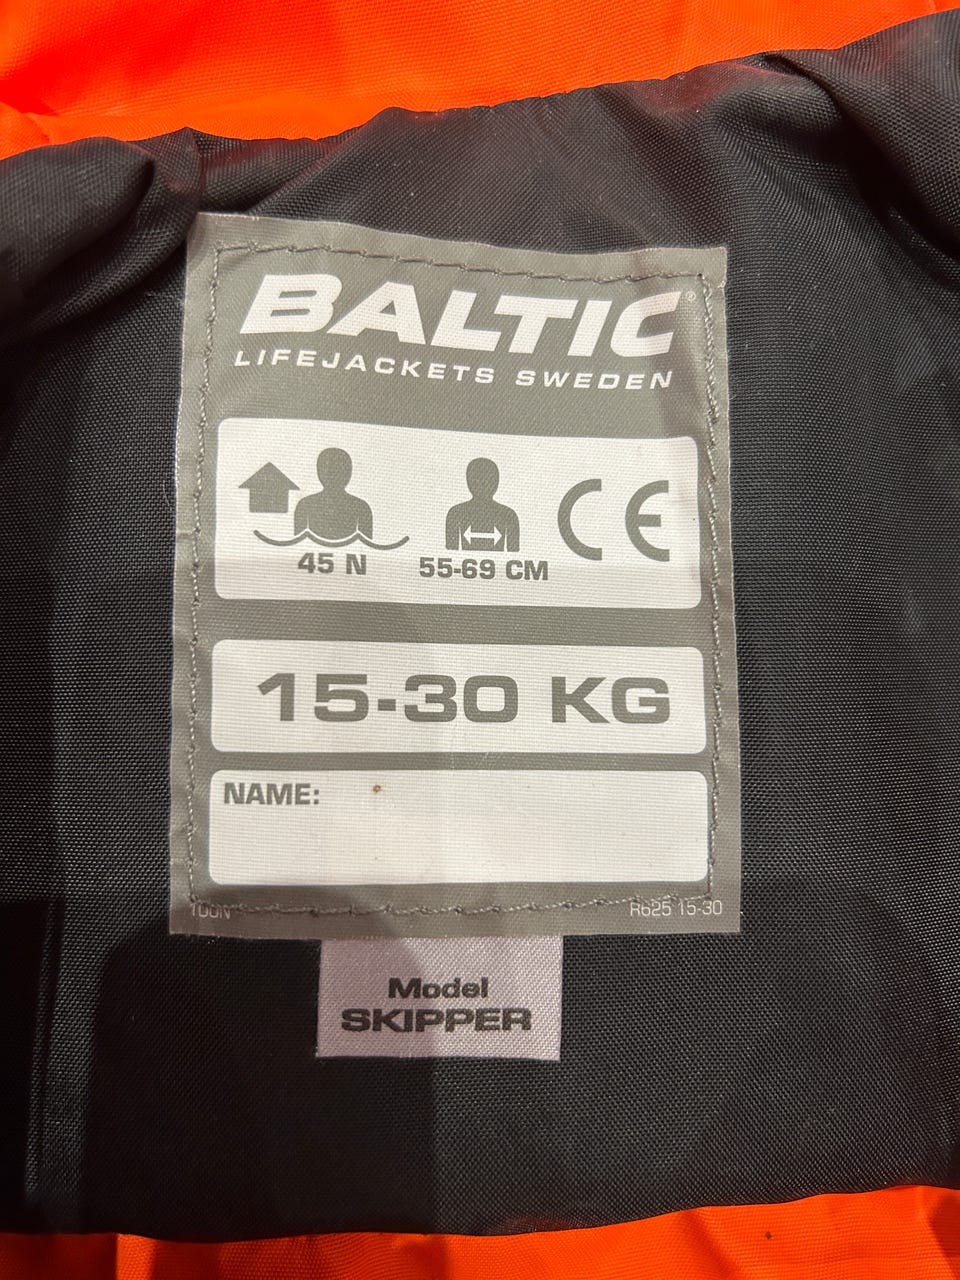 BALTIC®
LIFEJACKETS SWEDEN
45 N 55-69 CM CE
15-30 KG
NAME:
100N R625 15-30
Model
SKIPPER